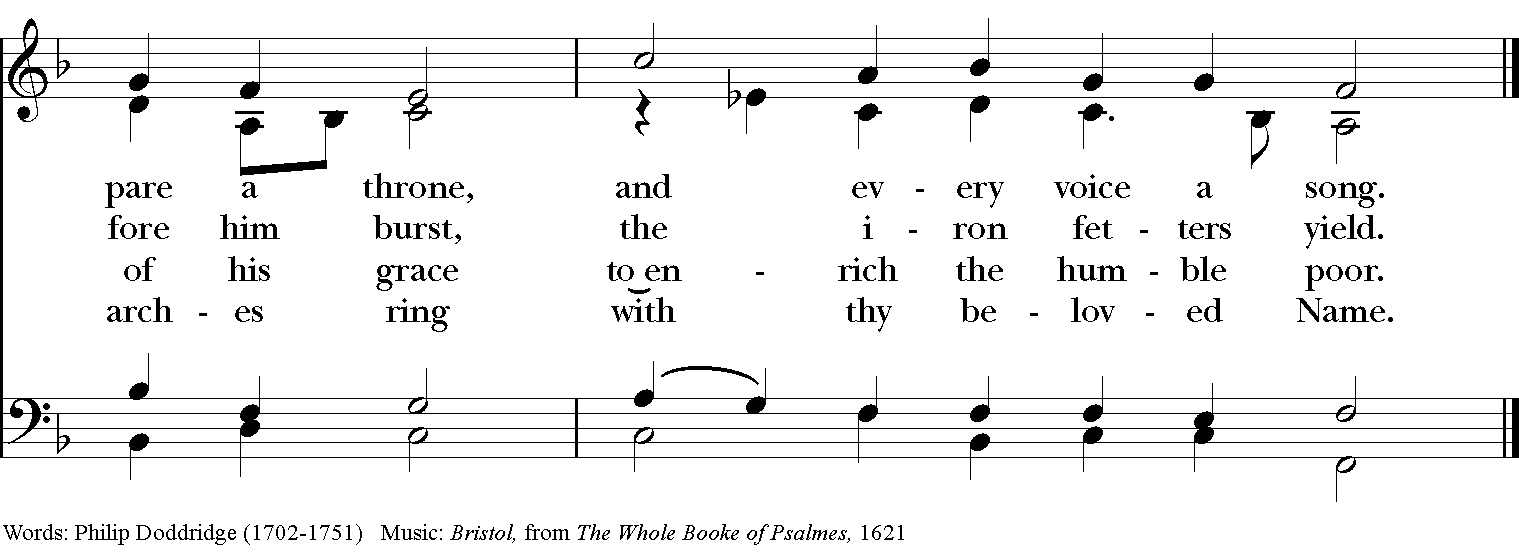 pare a throne, and ev - ery voice a song.
fore him burst, the i - ron fet - ters yield.
of his grace to en - rich the hum - ble poor.
arch - es ring with thy be - lov - ed Name.
Words: Philip Doddridge (1702-1751) Music: Bristol, from The Whole Booke of Psalmes, 1621